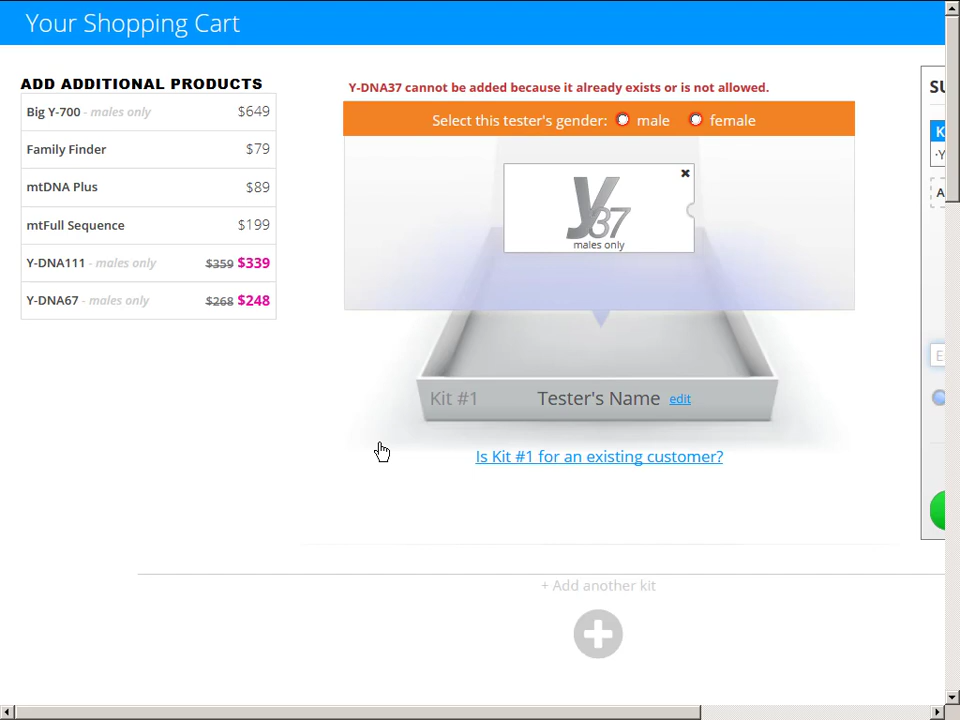 Your Shopping Cart
ADD ADDITIONAL PRODUCTS
Big Y-700 - males only $649
Family Finder $79
mtDNA Plus $89
mtFull Sequence $199
Y-DNA111 - males only $359 $339
Y-DNA67 - males only $268 $248
Y-DNA37 cannot be added because it already exists or is not allowed.
Select this tester's gender: male female
y37
males only
Kit #1 Tester's Name edit
Is Kit #1 for an existing customer?
+ Add another kit
SU
K
·Y
A
E